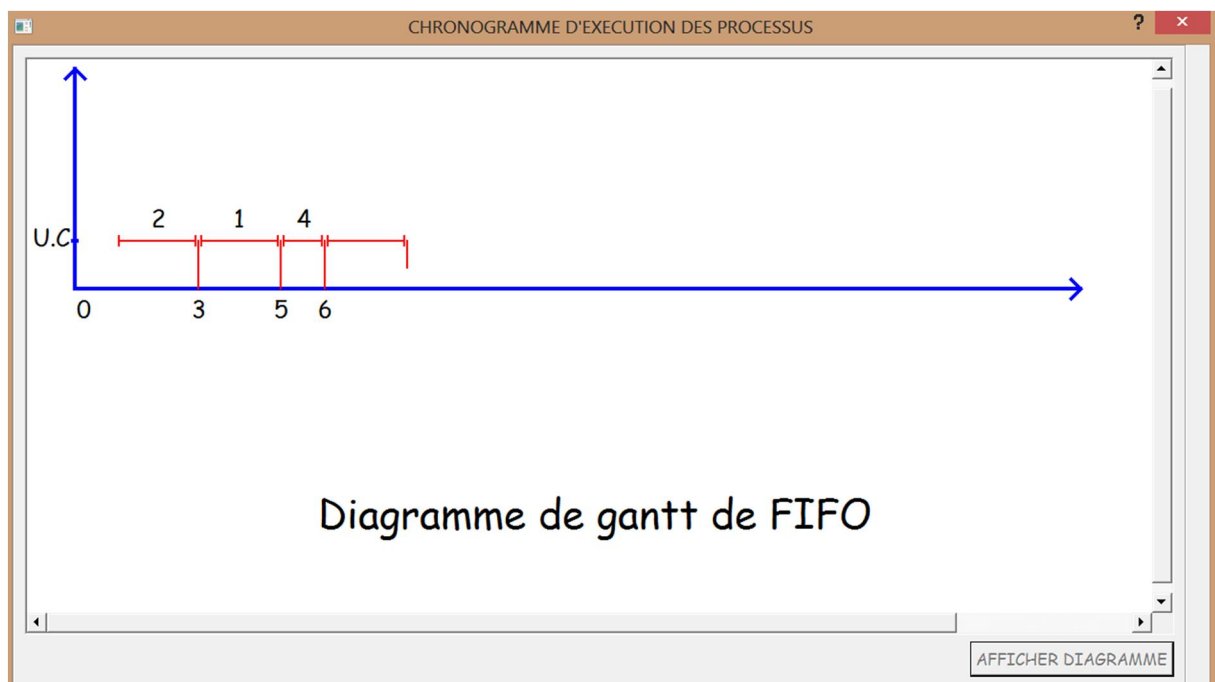 CHRONOGRAMME D'EXECUTION DES PROCESSUS ?
2 1 4
U.C
0 3 5 6
Diagramme de gantt de FIFO
AFFICHER DIAGRAMME